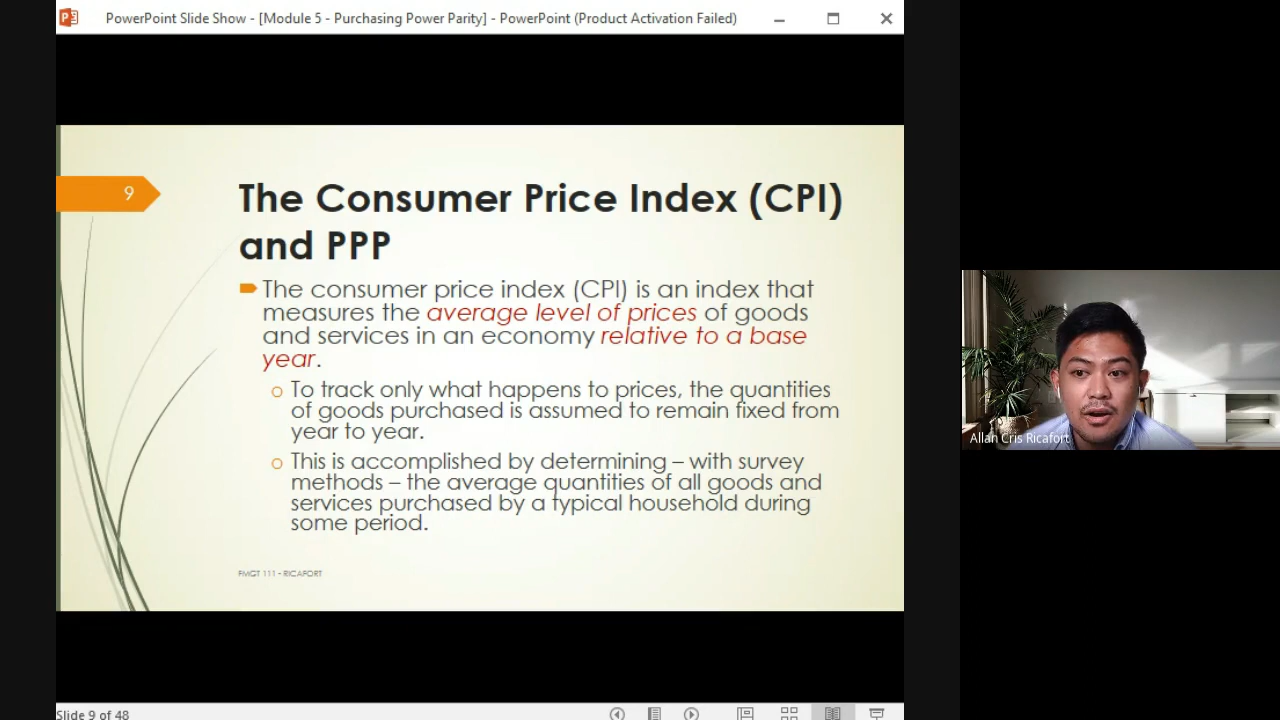 PowerPoint Slide Show - [Module 5 - Purchasing Power Parity] - PowerPoint (Product Activation Failed)
9
The Consumer Price Index (CPI)
and PPP
The consumer price index (CPI) is an index that
measures the average level of prices of goods
and services in an economy relative to a base
year.
To track only what happens to prices, the quantities
of goods purchased is assumed to remain fixed from
year to year.
This is accomplished by determining – with survey
methods – the average quantities of all goods and
services purchased by a typical household during
some period.
FMGT 111 - RICAFORT
Allan Cris Ricafort
Slide 9 of 48